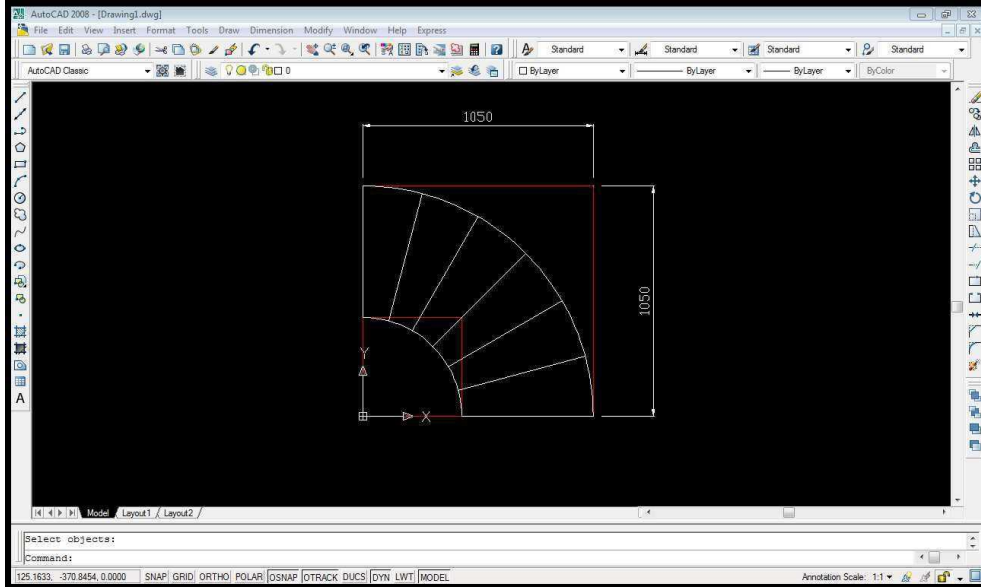 AutoCAD 2008 - [Drawing1.dwg]
File Edit View Insert Format Tools Draw Dimension Modify Window Help Express
Standard Standard Standard Standard
AutoCAD Classic 0 ByLayer ByLayer ByLayer ByColor
1050
1050
Y
X
A
Model Layout1 Layout2
Select objects:
Command:
125.1633, -370.8454, 0.0000 SNAP GRID ORTHO POLAR OSNAP OTRACK DUCS DYN LWT MODEL Annotation Scale: 1:1